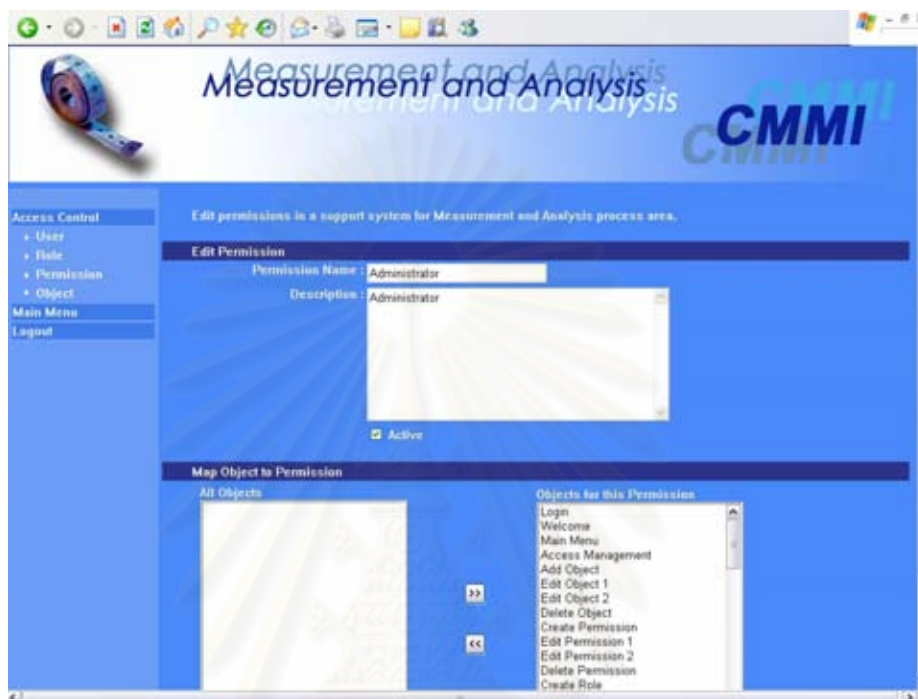 Measurement and Analysis
CMMI
Access Control
User
Role
Permission
Object
Main Menu
Logout
Edit permissions in a support system for Measurement and Analysis process area.
Edit Permission
Permission Name : Administrator
Description : Administrator
Active
Map Object to Permission
All Objects
>>
<<
Objects for this Permission
Login
Welcome
Main Menu
Access Management
Add Object
Edit Object 1
Edit Object 2
Delete Object
Create Permission
Edit Permission 1
Edit Permission 2
Delete Permission
Create Role